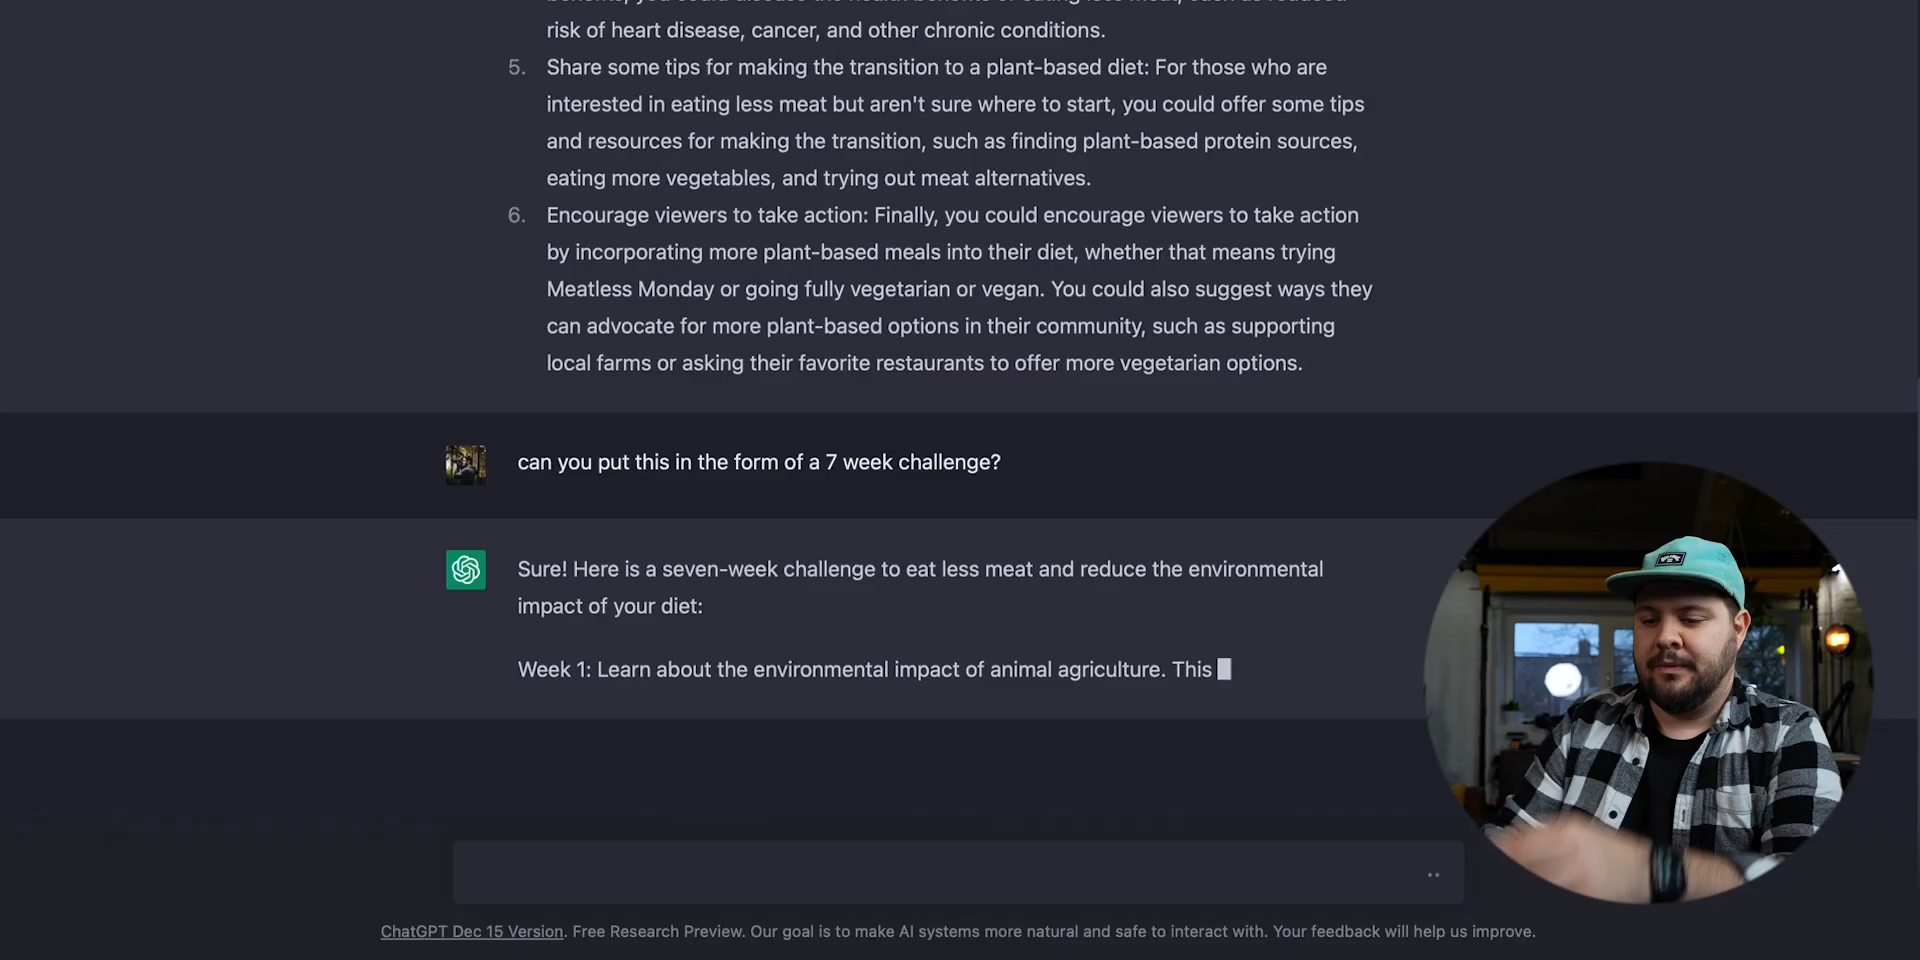 risk of heart disease, cancer, and other chronic conditions.
5. Share some tips for making the transition to a plant-based diet: For those who are
interested in eating less meat but aren't sure where to start, you could offer some tips
and resources for making the transition, such as finding plant-based protein sources,
eating more vegetables, and trying out meat alternatives.
6. Encourage viewers to take action: Finally, you could encourage viewers to take action
by incorporating more plant-based meals into their diet, whether that means trying
Meatless Monday or going fully vegetarian or vegan. You could also suggest ways they
can advocate for more plant-based options in their community, such as supporting
local farms or asking their favorite restaurants to offer more vegetarian options.
can you put this in the form of a 7 week challenge?
Sure! Here is a seven-week challenge to eat less meat and reduce the environmental
impact of your diet:
Week 1: Learn about the environmental impact of animal agriculture. This
ChatGPT Dec 15 Version. Free Research Preview. Our goal is to make AI systems more natural and safe to interact with. Your feedback will help us improve.